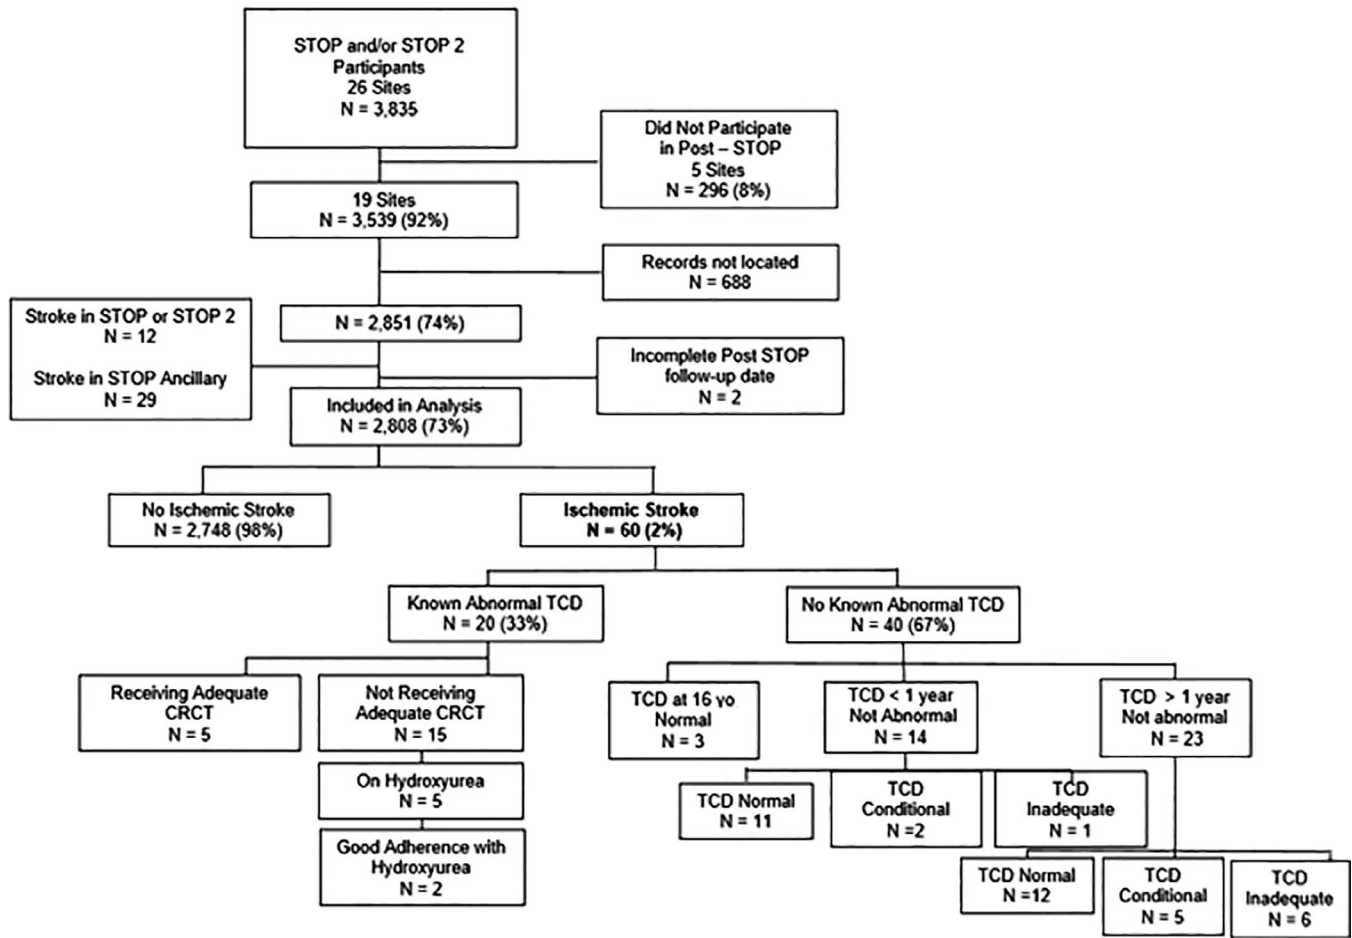 STOP and/or STOP 2
Participants
26 Sites
N = 3,835
Did Not Participate
in Post – STOP
5 Sites
N = 296 (8%)
19 Sites
N = 3,539 (92%)
Records not located
N = 688
Stroke in STOP or STOP 2
N = 12
Stroke in STOP Ancillary
N = 29
N = 2,851 (74%)
Incomplete Post STOP
follow-up date
N = 2
Included in Analysis
N = 2,808 (73%)
No Ischemic Stroke
N = 2,748 (98%)
Ischemic Stroke
N = 60 (2%)
Known Abnormal TCD
N = 20 (33%)
No Known Abnormal TCD
N = 40 (67%)
Receiving Adequate
CRCT
N = 5
Not Receiving
Adequate CRCT
N = 15
TCD at 16 yo
Normal
N = 3
TCD < 1 year
Not Abnormal
N = 14
TCD > 1 year
Not abnormal
N = 23
On Hydroxyurea
N = 5
Good Adherence with
Hydroxyurea
N = 2
TCD Normal
N = 11
TCD
Conditional
N =2
TCD
Inadequate
N = 1
TCD Normal
N =12
TCD
Conditional
N = 5
TCD
Inadequate
N = 6